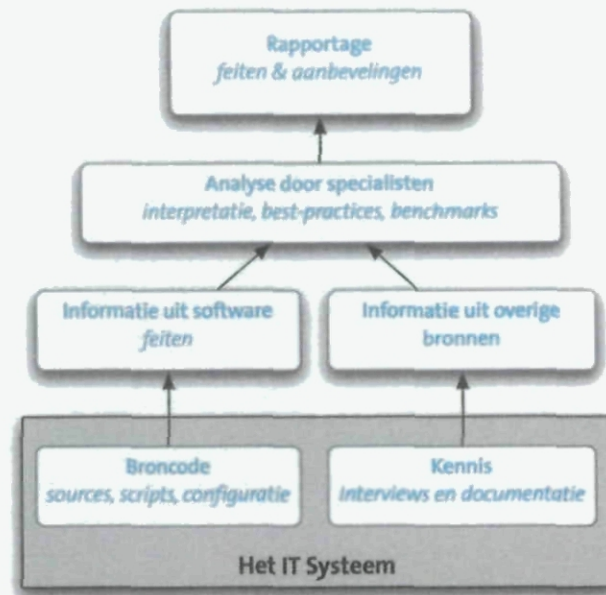 Rapportage
feiten & aanbevelingen
Analyse door specialisten
interpretatie, best-practices, benchmarks
Informatie uit software
feiten
Informatie uit overige
bronnen
Broncode
sources, scripts, configuratie
Kennis
Interviews en documentatie
Het IT Systeem